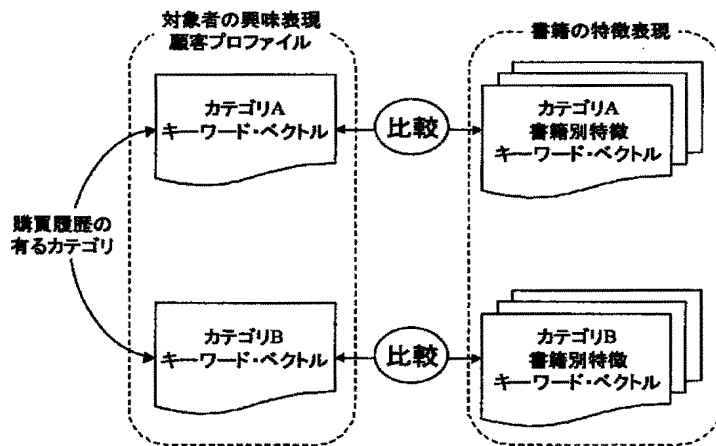 対象者の興味表現
顧客プロファイル
書籍の特徴表現
カテゴリA
キーワード・ベクトル
比較
カテゴリA
書籍別特徴
キーワード・ベクトル
購買履歴の
有るカテゴリ
カテゴリB
キーワード・ベクトル
比較
カテゴリB
書籍別特徴
キーワード・ベクトル